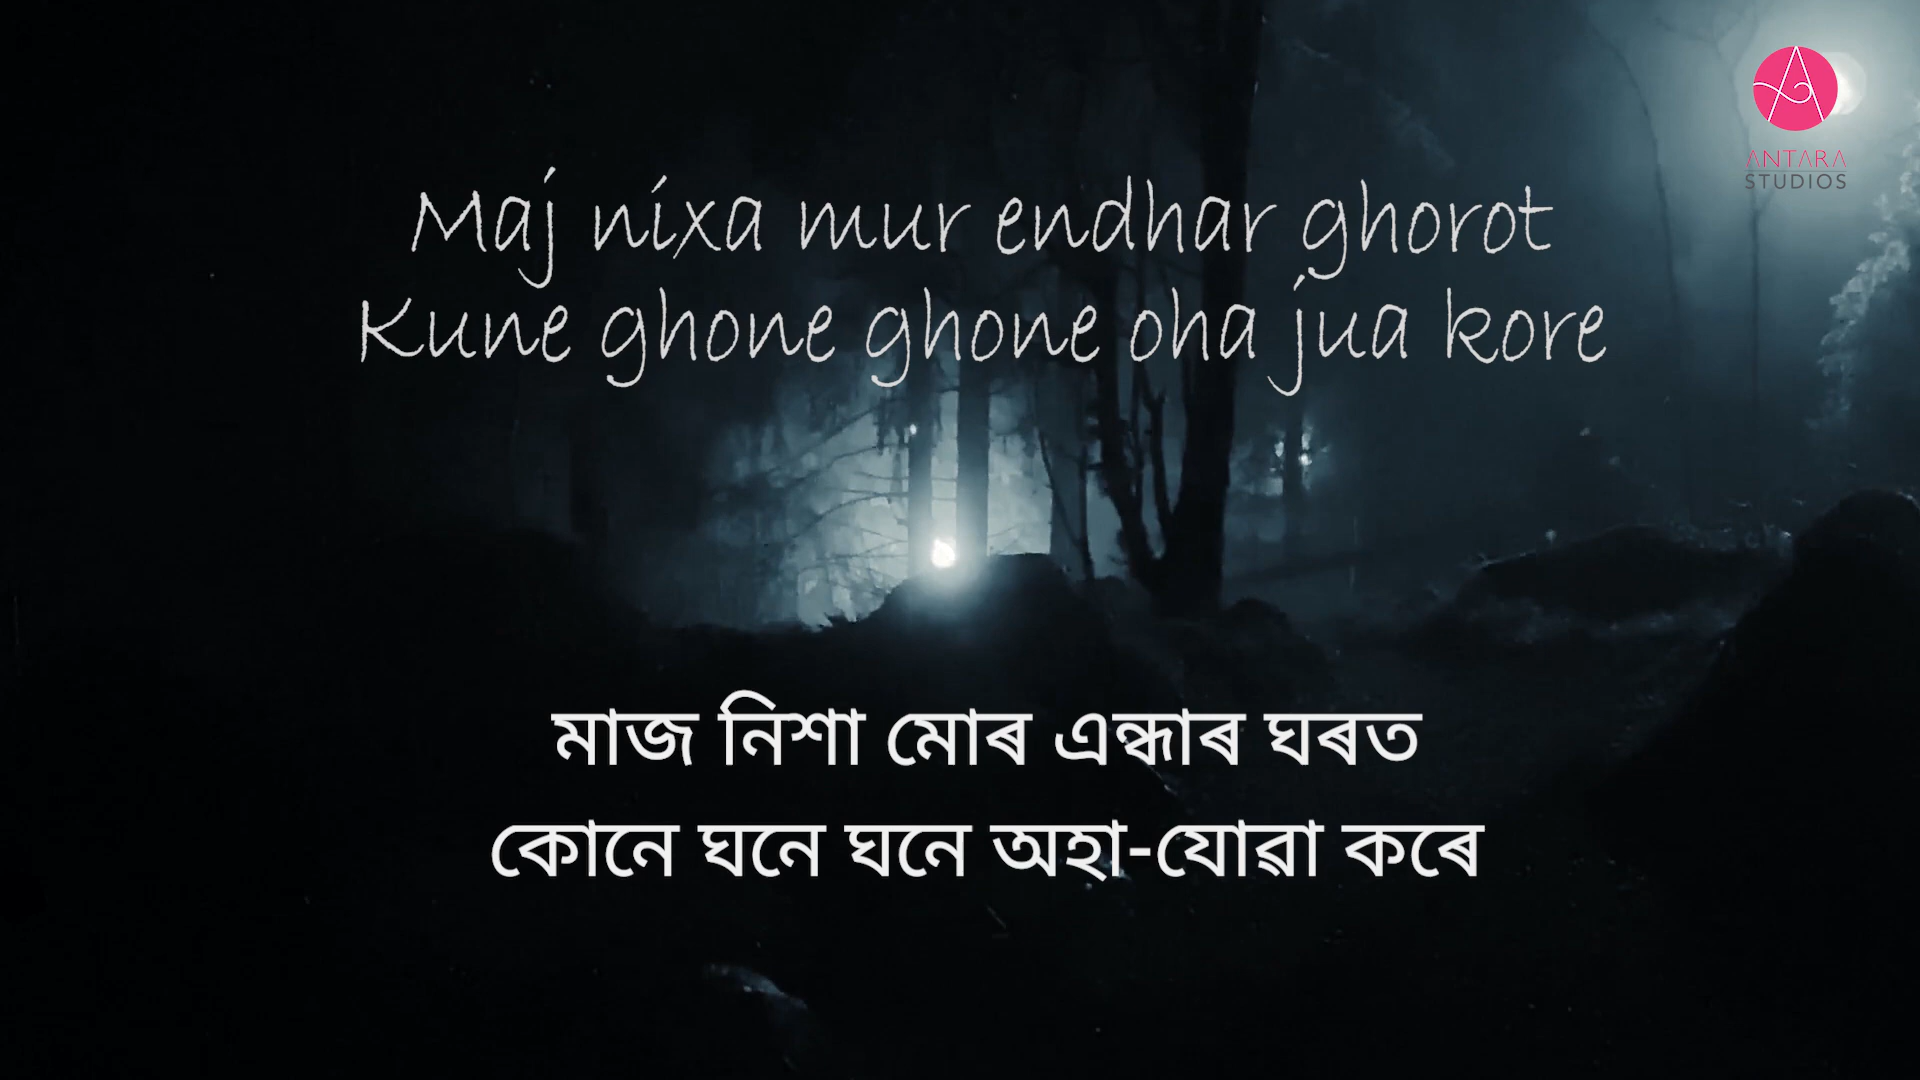 ANTARA
STUDIOS
Maj nixa mur endhar ghorot
Kune ghone ghone oha jua kore
মাজ নিশা মোৰ এন্ধাৰ ঘৰত
কোনে ঘনে ঘনে অহা-যোৱা কৰে